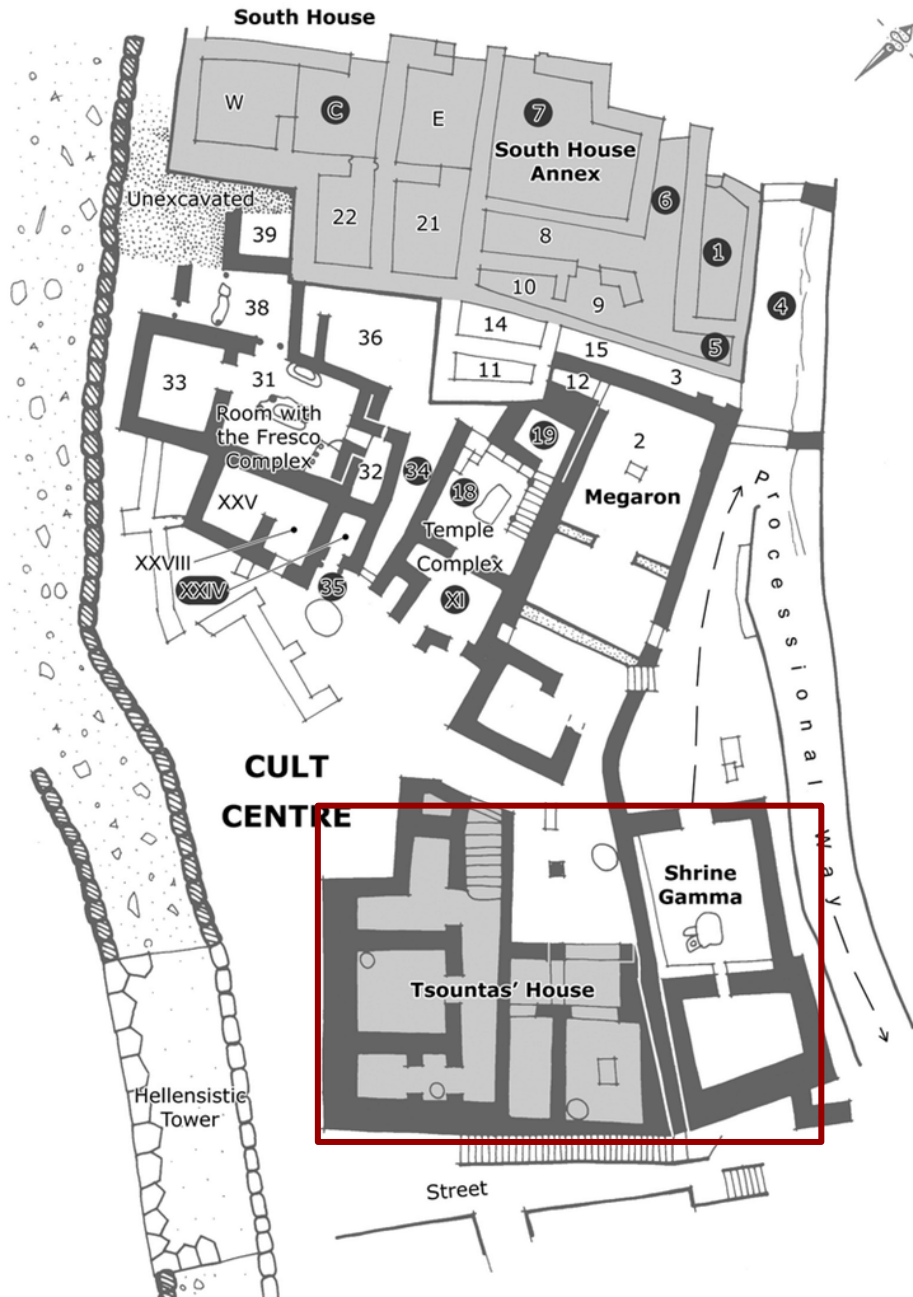 South House
W
C
E
7
South House
Annex
Unexcavated
39
22
21
8
6
1
4
10
9
5
38
36
14
15
11
12
3
33
31
Room with
the Fresco
Complex
32
34
19
18
2
Megaron
Temple
Complex
XXV
XXVIII
XXIV
35
XI
Processional Way
CULT
CENTRE
Shrine
Gamma
Tsountas’ House
Hellensistic
Tower
Street